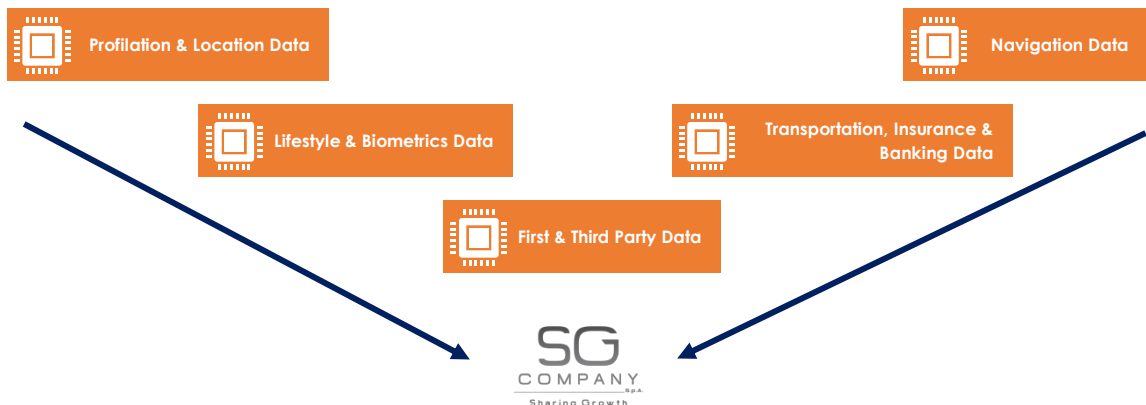 Profilation & Location Data
Navigation Data
Lifestyle & Biometrics Data
Transportation, Insurance &
Banking Data
First & Third Party Data
SG
COMPANY
S.p.A.
Sharing Growth